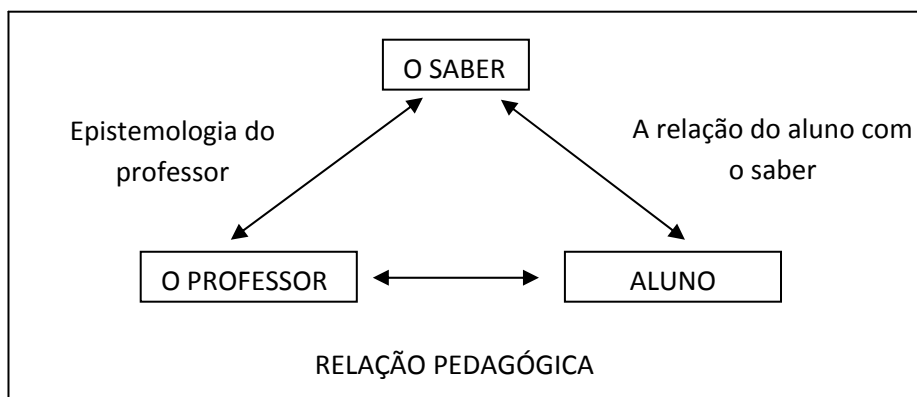 O SABER
Epistemologia do
professor
A relação do aluno com
o saber
O PROFESSOR
ALUNO
RELAÇÃO PEDAGÓGICA